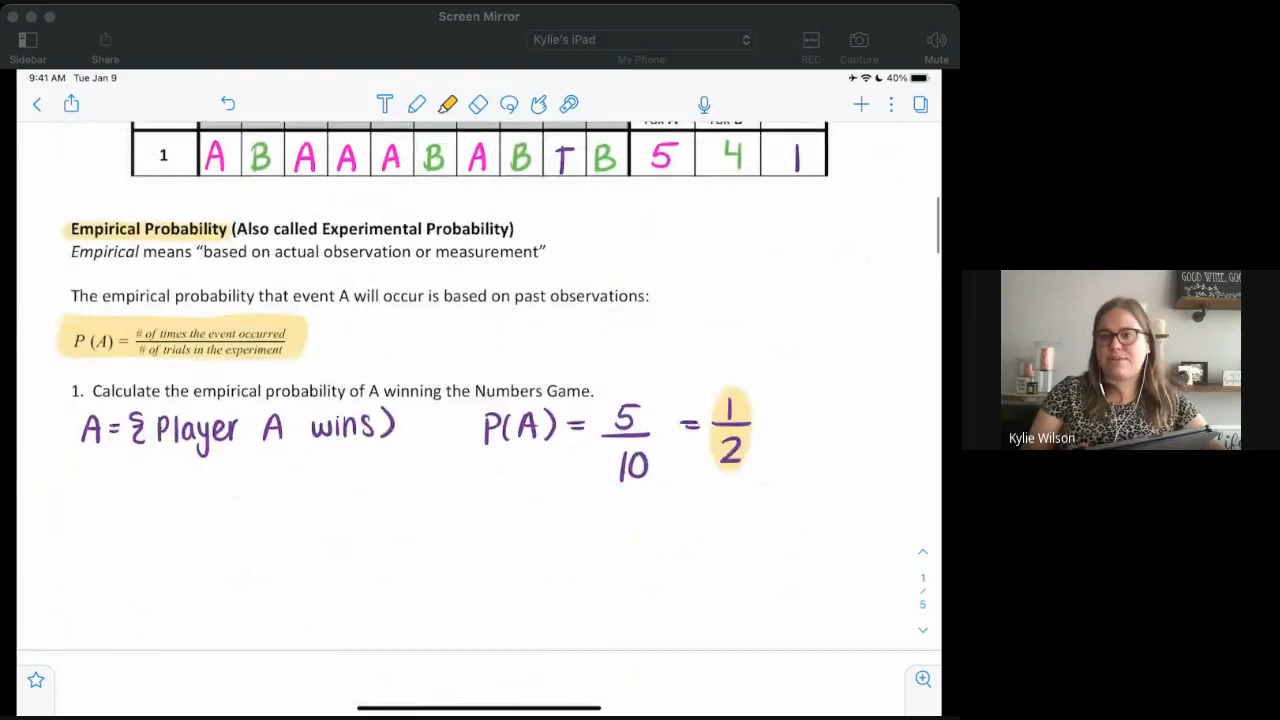 Screen Mirror
Sidebar
Share
Kylie's iPad
My Phone
REC
Capture
Mute
9:41 AM Tue Jan 9
40%
1 A B A A A B A B T B 5 4 1
Empirical Probability (Also called Experimental Probability)
Empirical means “based on actual observation or measurement”
The empirical probability that event A will occur is based on past observations:
P (A) = # of times the event occurred
# of trials in the experiment
1. Calculate the empirical probability of A winning the Numbers Game.
A = { Player A wins) P(A) = 5/10 = 1/2
1
/
5
GOOD WINE, GO
Kylie Wilson